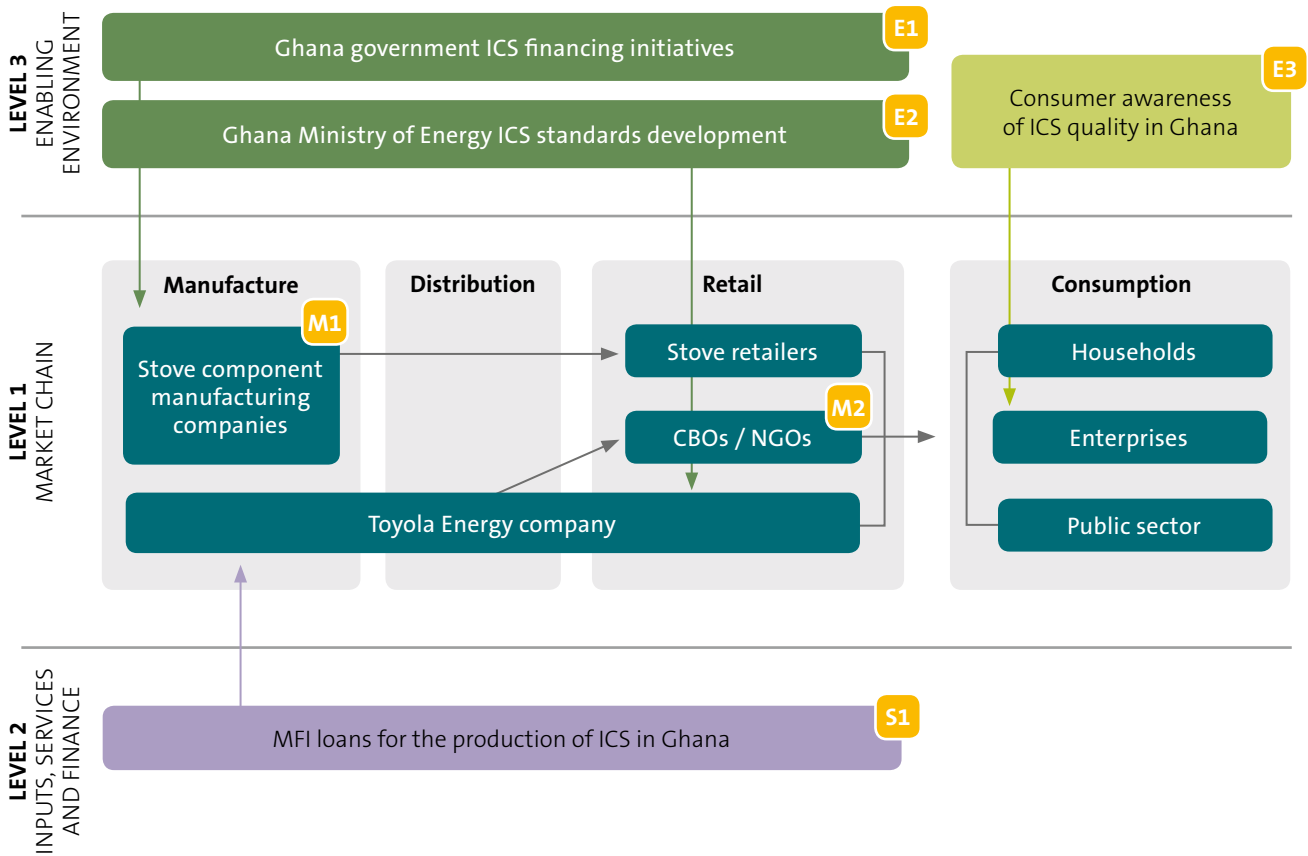 LEVEL 3
ENABLING
ENVIRONMENT
Ghana government ICS financing initiatives
E1
Ghana Ministry of Energy ICS standards development
E2
Consumer awareness
of ICS quality in Ghana
E3
LEVEL 1
MARKET CHAIN
Manufacture
Distribution
Retail
Consumption
M1
Stove component
manufacturing
companies
Stove retailers
M2
CBOs / NGOs
Toyola Energy company
Households
Enterprises
Public sector
LEVEL 2
INPUTS, SERVICES
AND FINANCE
MFI loans for the production of ICS in Ghana
S1